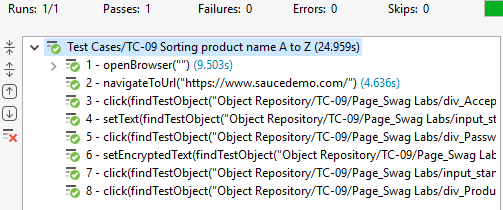 Runs: 1/1 Passes: 1 Failures: 0 Errors: 0 Skips: 0
Test Cases/TC-09 Sorting product name A to Z (24.959s)
1 - openBrowser("") (9.503s)
2 - navigateToUrl("https://www.saucedemo.com/") (4.636s)
3 - click(findTestObject("Object Repository/TC-09/Page_Swag Labs/div_Accep
4 - setText(findTestObject("Object Repository/TC-09/Page_Swag Labs/input_st
5 - click(findTestObject("Object Repository/TC-09/Page_Swag Labs/div_Passw
6 - setEncryptedText(findTestObject("Object Repository/TC-09/Page_Swag Lab
7 - click(findTestObject("Object Repository/TC-09/Page_Swag Labs/input_stan
8 - click(findTestObject("Object Repository/TC-09/Page_Swag Labs/div_Produ